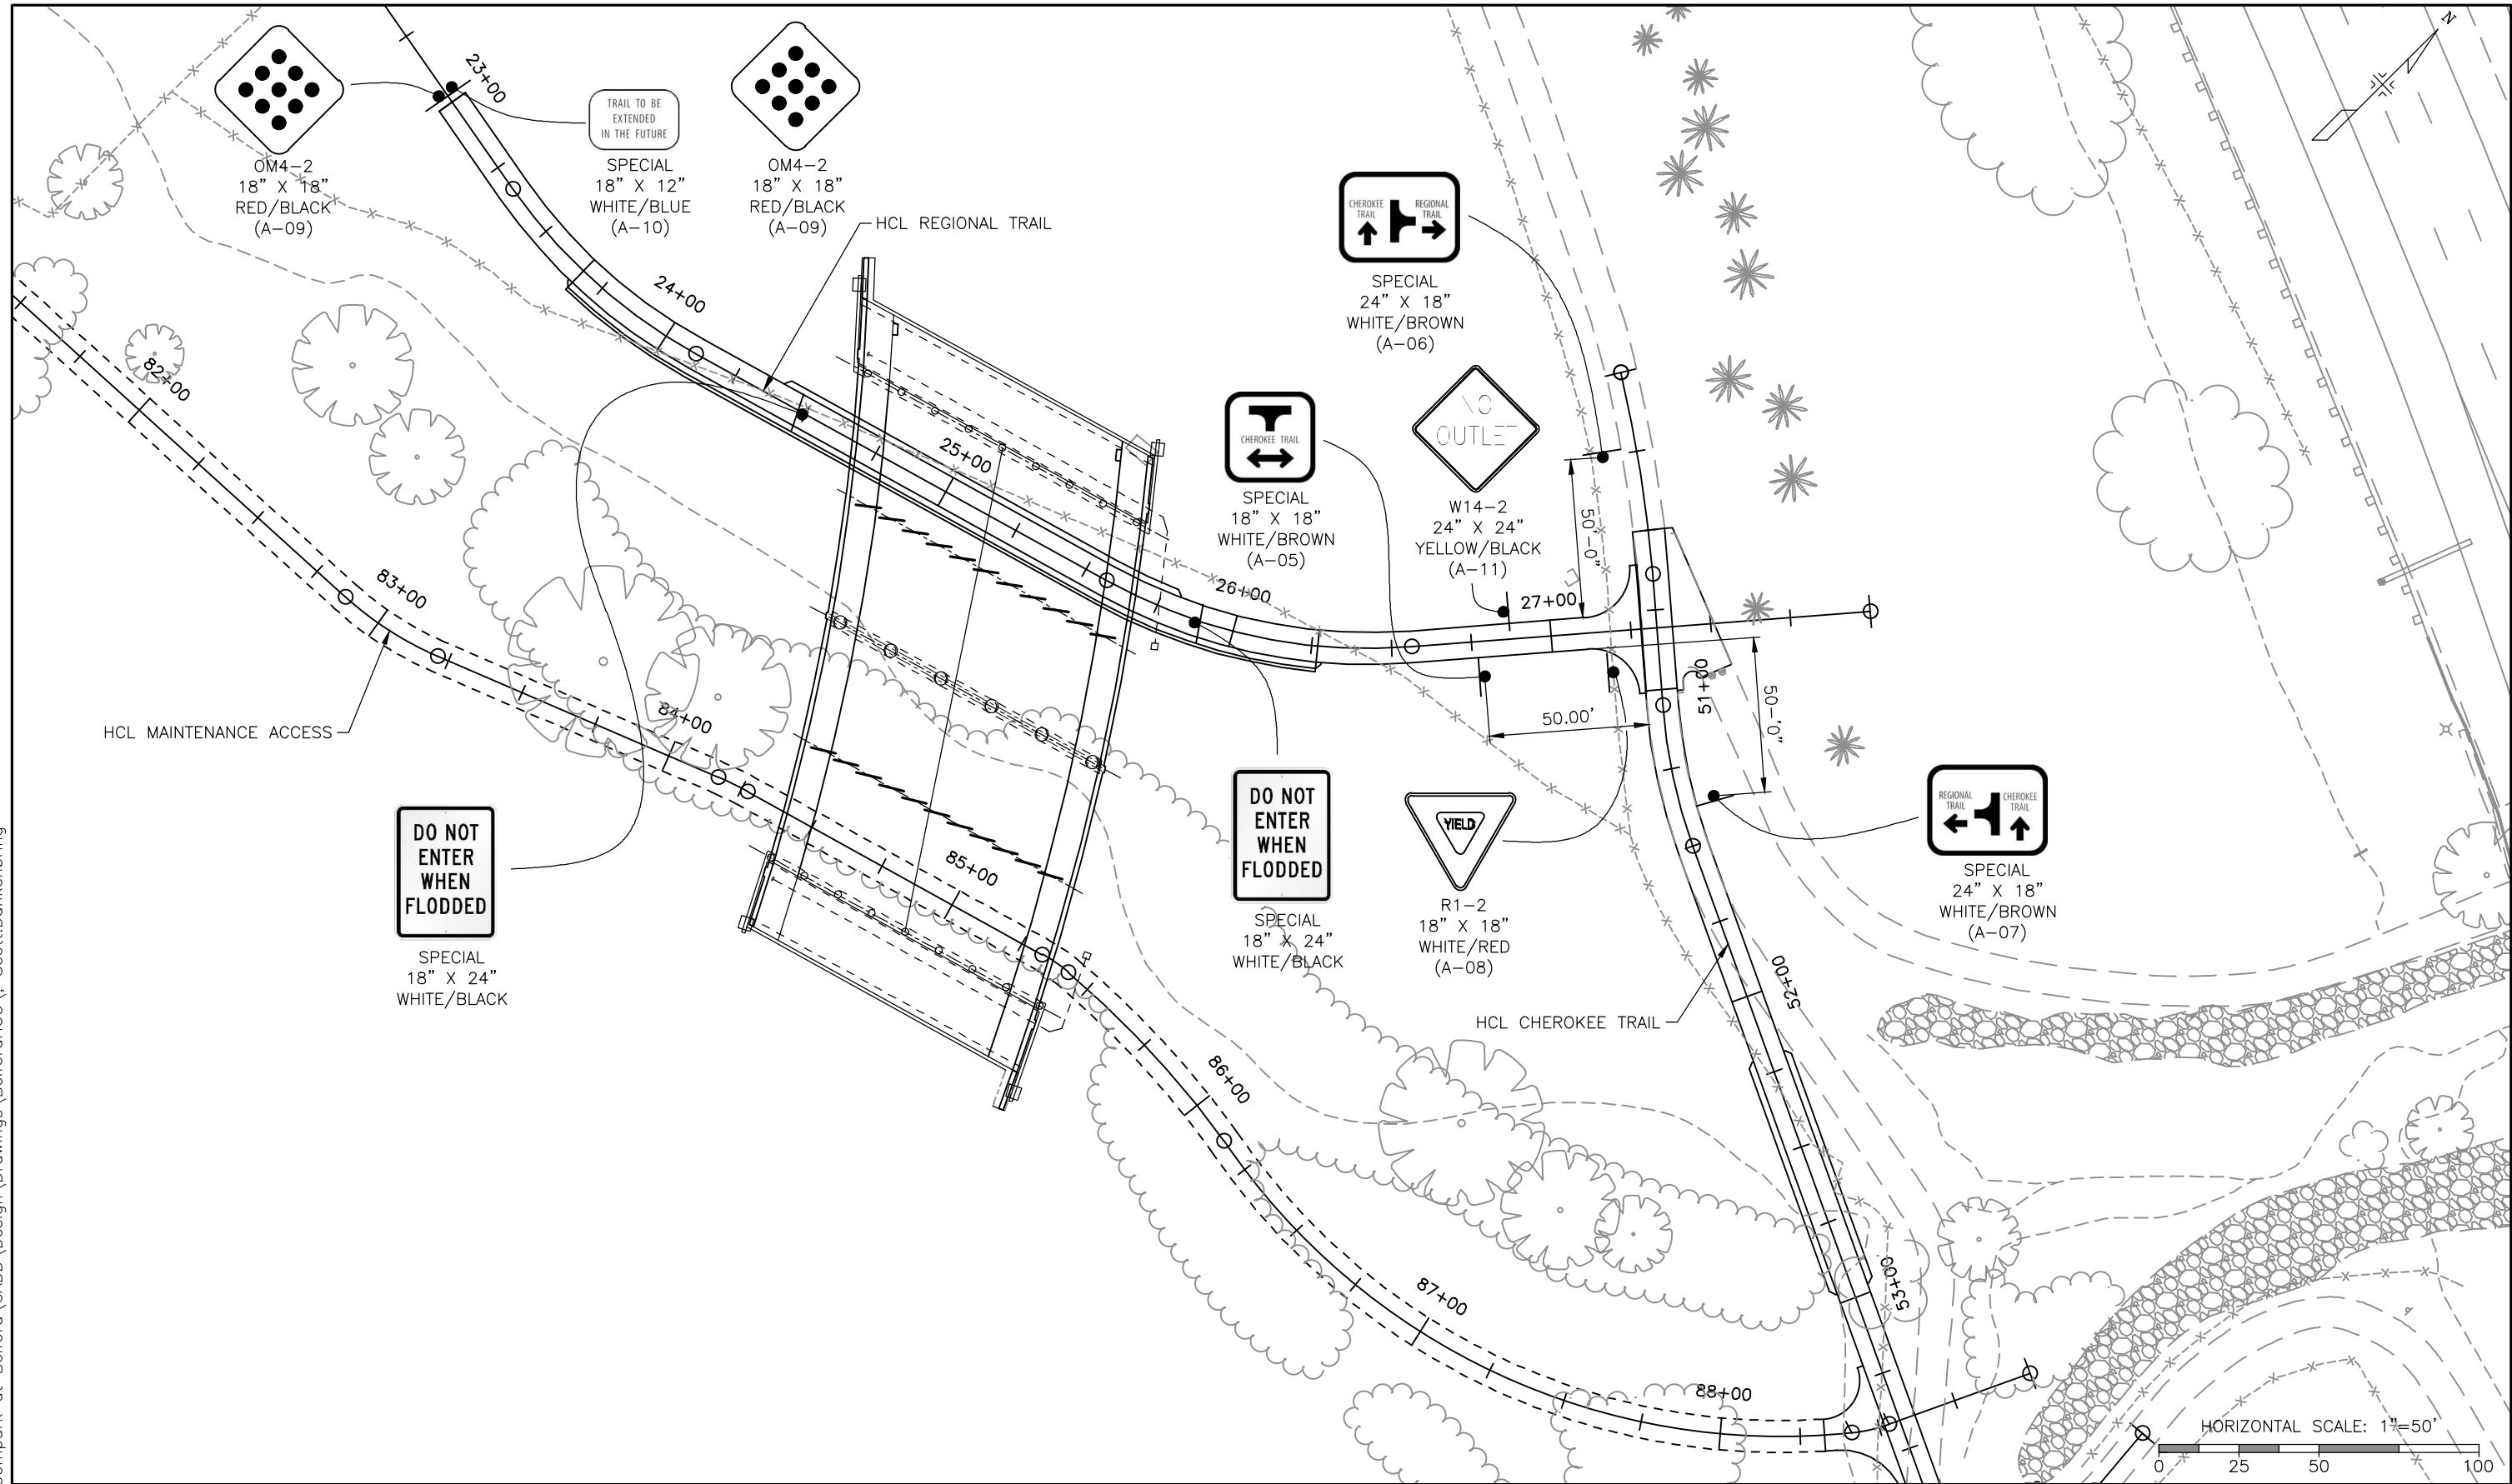 N
23+00
TRAIL TO BE
EXTENDED
IN THE FUTURE
OM4-2
18" X 18"
RED/BLACK
(A-09)
SPECIAL
18" X 12"
WHITE/BLUE
(A-10)
OM4-2
18" X 18"
RED/BLACK
(A-09)
HCL REGIONAL TRAIL
CHEROKEE
TRAIL
REGIONAL
TRAIL
SPECIAL
24" X 18"
WHITE/BROWN
(A-06)
24+00
82+00
25+00
CHEROKEE TRAIL
SPECIAL
18" X 18"
WHITE/BROWN
(A-05)
NO
OUTLET
W14-2
24" X 24"
YELLOW/BLACK
(A-11)
50'-0"
83+00
26+00
27+00
51+00
50.00'
50-'0"
84+00
HCL MAINTENANCE ACCESS
DO NOT
ENTER
WHEN
FLODDED
SPECIAL
18" X 24"
WHITE/BLACK
85+00
DO NOT
ENTER
WHEN
FLODDED
SPECIAL
18" X 24"
WHITE/BLACK
YIELD
R1-2
18" X 18"
WHITE/RED
(A-08)
REGIONAL
TRAIL
CHEROKEE
TRAIL
SPECIAL
24" X 18"
WHITE/BROWN
(A-07)
52+00
HCL CHEROKEE TRAIL
86+00
87+00
53+00
88+00
HORIZONTAL SCALE: 1"=50'
0 25 50 100